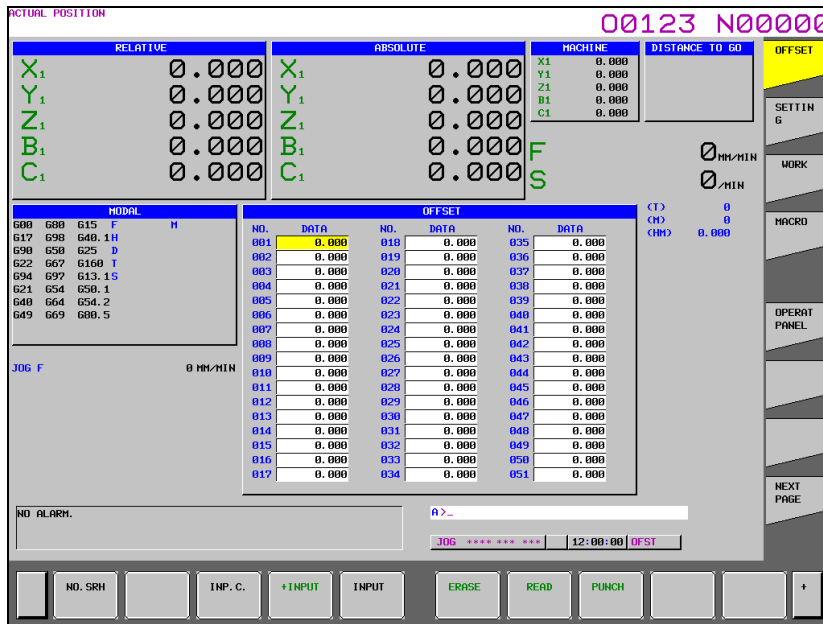 ACTUAL POSITION
O0123 N00000
RELATIVE
X1 0.000
Y1 0.000
Z1 0.000
B1 0.000
C1 0.000
ABSOLUTE
X1 0.000
Y1 0.000
Z1 0.000
B1 0.000
C1 0.000
MACHINE
X1 0.000
Y1 0.000
Z1 0.000
B1 0.000
C1 0.000
DISTANCE TO GO
F 0 MM/MIN
S 0 /MIN
MODAL
G00 G80 G15 F M
G17 G98 G40.1 H
G90 G50 G25 D
G22 G67 G160 T
G94 G97 G13.1 S
G21 G54 G50.1
G40 G64 G54.2
G49 G69 G80.5
JOG F 0 MM/MIN
OFFSET
NO. DATA NO. DATA NO. DATA
001 0.000 018 0.000 035 0.000
002 0.000 019 0.000 036 0.000
003 0.000 020 0.000 037 0.000
004 0.000 021 0.000 038 0.000
005 0.000 022 0.000 039 0.000
006 0.000 023 0.000 040 0.000
007 0.000 024 0.000 041 0.000
008 0.000 025 0.000 042 0.000
009 0.000 026 0.000 043 0.000
010 0.000 027 0.000 044 0.000
011 0.000 028 0.000 045 0.000
012 0.000 029 0.000 046 0.000
013 0.000 030 0.000 047 0.000
014 0.000 031 0.000 048 0.000
015 0.000 032 0.000 049 0.000
016 0.000 033 0.000 050 0.000
017 0.000 034 0.000 051 0.000
(T) 0
(M) 0
(HM) 0.000
NO ALARM.
A>_
JOG **** *** *** 12:00:00 OFST
OFFSET
SETTIN
G
WORK
MACRO
OPERAT
PANEL
NEXT
PAGE
NO.SRH INP.C. +INPUT INPUT ERASE READ PUNCH +